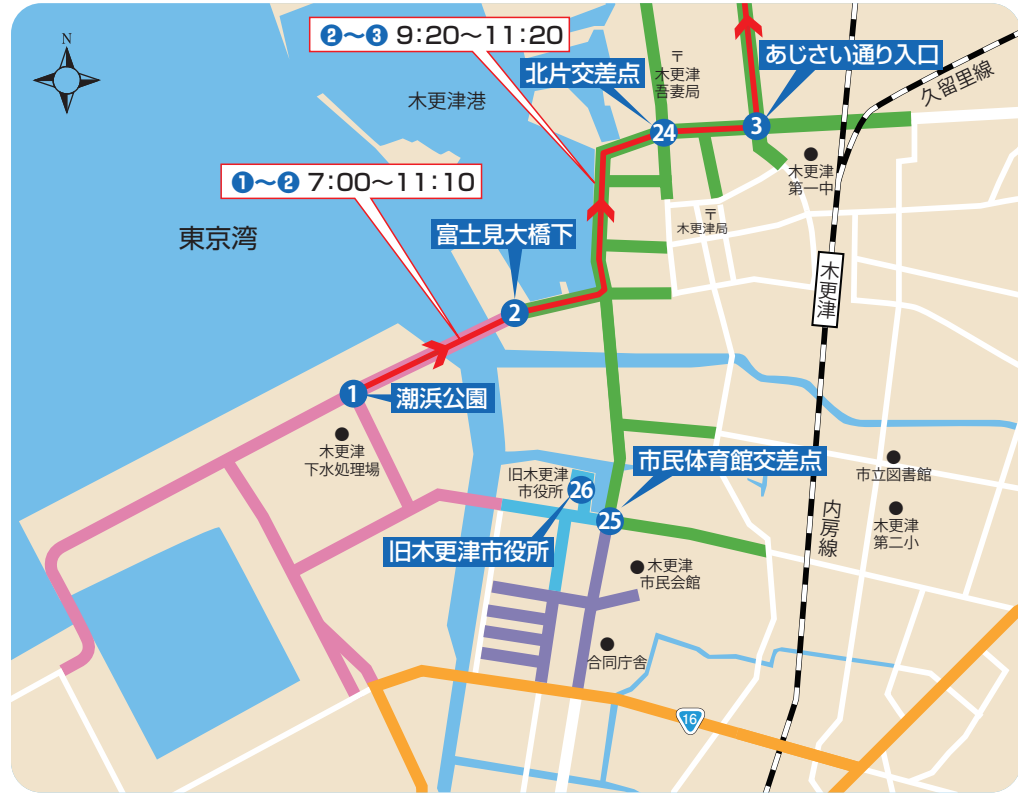 N
❷～❸ 9:20～11:20
〒
木更津
吾妻局
あじさい通り入口
北片交差点
久留里線
木更津港
24
3
木更津
第一中
❶～❷ 7:00～11:10
〒
木更津局
東京湾
富士見大橋下
木更津
2
1
潮浜公園
木更津
下水処理場
市民体育館交差点
市立図書館
旧木更津
市役所
26
25
内房線
木更津
第二小
旧木更津市役所
木更津
市民会館
合同庁舎
16